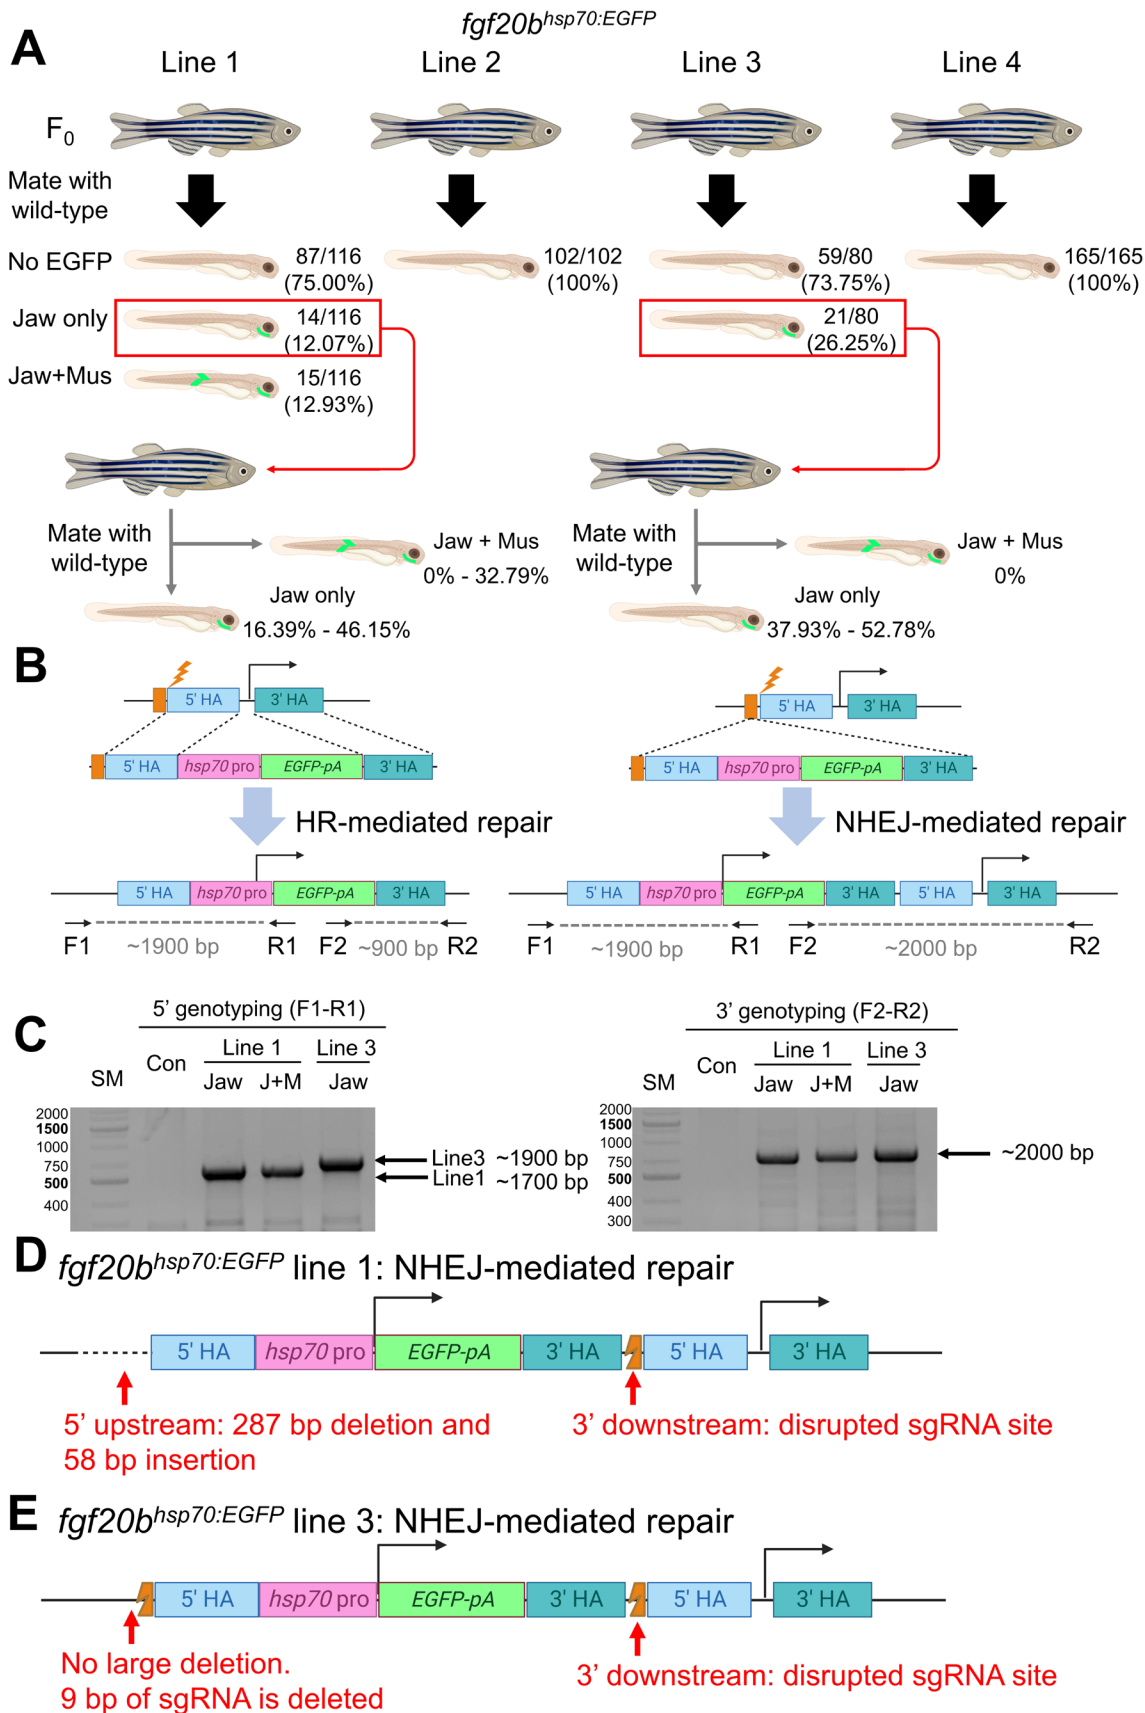 fgf20bhsp70:EGFP
A
Line 1 Line 2 Line 3 Line 4
F0
Mate with
wild-type
No EGFP
87/116
(75.00%)
102/102
(100%)
59/80
(73.75%)
165/165
(100%)
Jaw only
14/116
(12.07%)
21/80
(26.25%)
Jaw+Mus
15/116
(12.93%)
Mate with
wild-type
Jaw + Mus
0% - 32.79%
Jaw only
16.39% - 46.15%
Mate with
wild-type
Jaw + Mus
0%
Jaw only
37.93% - 52.78%
B
5' HA 3' HA
5' HA hsp70 pro EGFP-pA 3' HA
HR-mediated repair
5' HA hsp70 pro EGFP-pA 3' HA
F1 ~1900 bp R1 F2 ~900 bp R2
5' HA 3' HA
5' HA hsp70 pro EGFP-pA 3' HA
NHEJ-mediated repair
5' HA hsp70 pro EGFP-pA 3' HA 5' HA 3' HA
F1 ~1900 bp R1 F2 ~2000 bp R2
C
5' genotyping (F1-R1)
SM Con Line 1 Line 3
Jaw J+M Jaw
2000
1500
1000
750
500
400
Line3 ~1900 bp
Line1 ~1700 bp
3' genotyping (F2-R2)
SM Con Line 1 Line 3
Jaw J+M Jaw
2000
1500
1000
750
500
400
300
~2000 bp
D
fgf20bhsp70:EGFP line 1: NHEJ-mediated repair
5' HA hsp70 pro EGFP-pA 3' HA 5' HA 3' HA
5' upstream: 287 bp deletion and
58 bp insertion
3' downstream: disrupted sgRNA site
E
fgf20bhsp70:EGFP line 3: NHEJ-mediated repair
5' HA hsp70 pro EGFP-pA 3' HA 5' HA 3' HA
No large deletion.
9 bp of sgRNA is deleted
3' downstream: disrupted sgRNA site